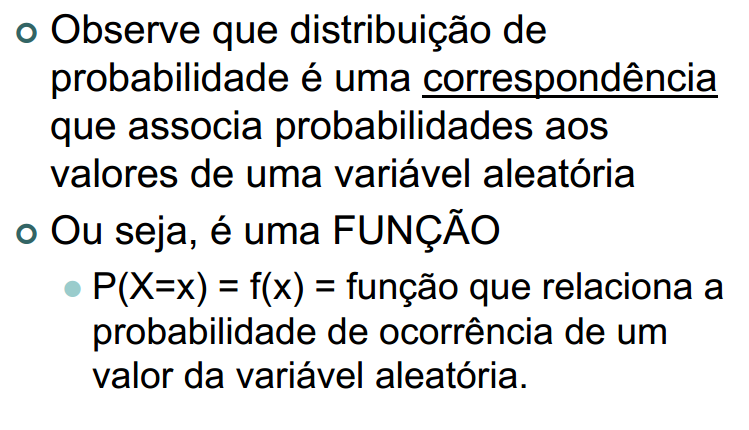 Observe que distribuição de
probabilidade é uma correspondência
que associa probabilidades aos
valores de uma variável aleatória
Ou seja, é uma FUNÇÃO
P(X=x) = f(x) = função que relaciona a
probabilidade de ocorrência de um
valor da variável aleatória.